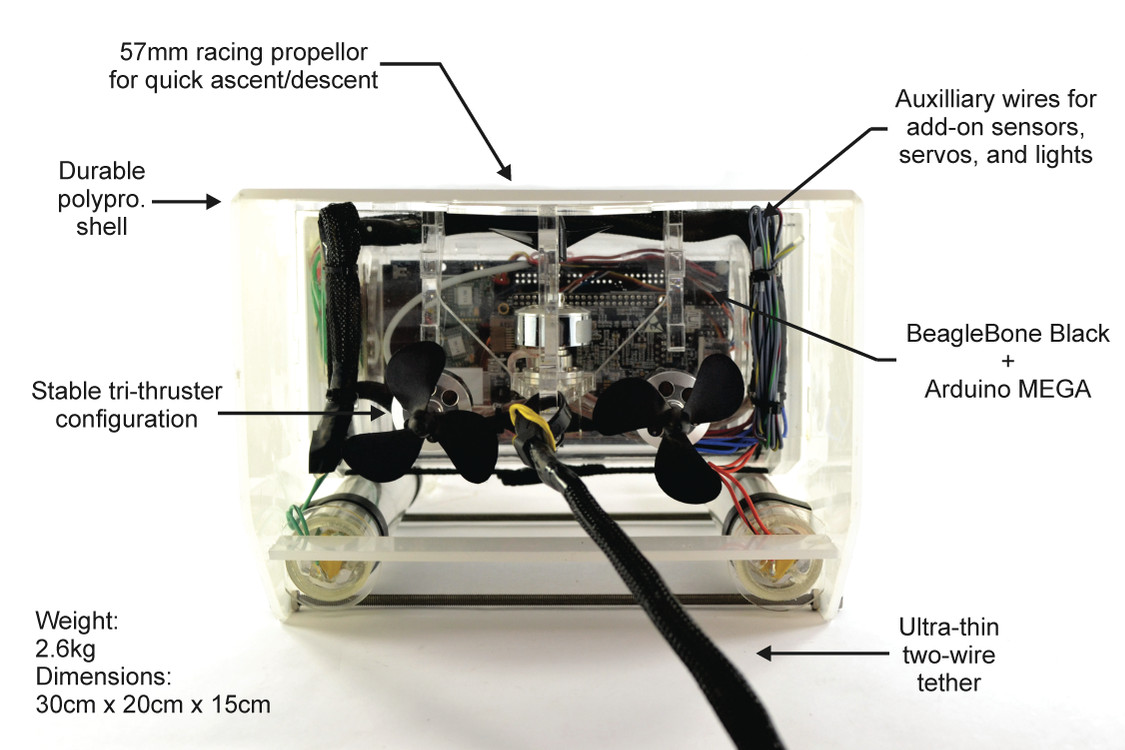 57mm racing propellor
for quick ascent/descent
Auxilliary wires for
add-on sensors,
servos, and lights
Durable
polypro.
shell
BeagleBone Black
+
Arduino MEGA
Stable tri-thruster
configuration
Weight:
2.6kg
Dimensions:
30cm x 20cm x 15cm
Ultra-thin
two-wire
tether